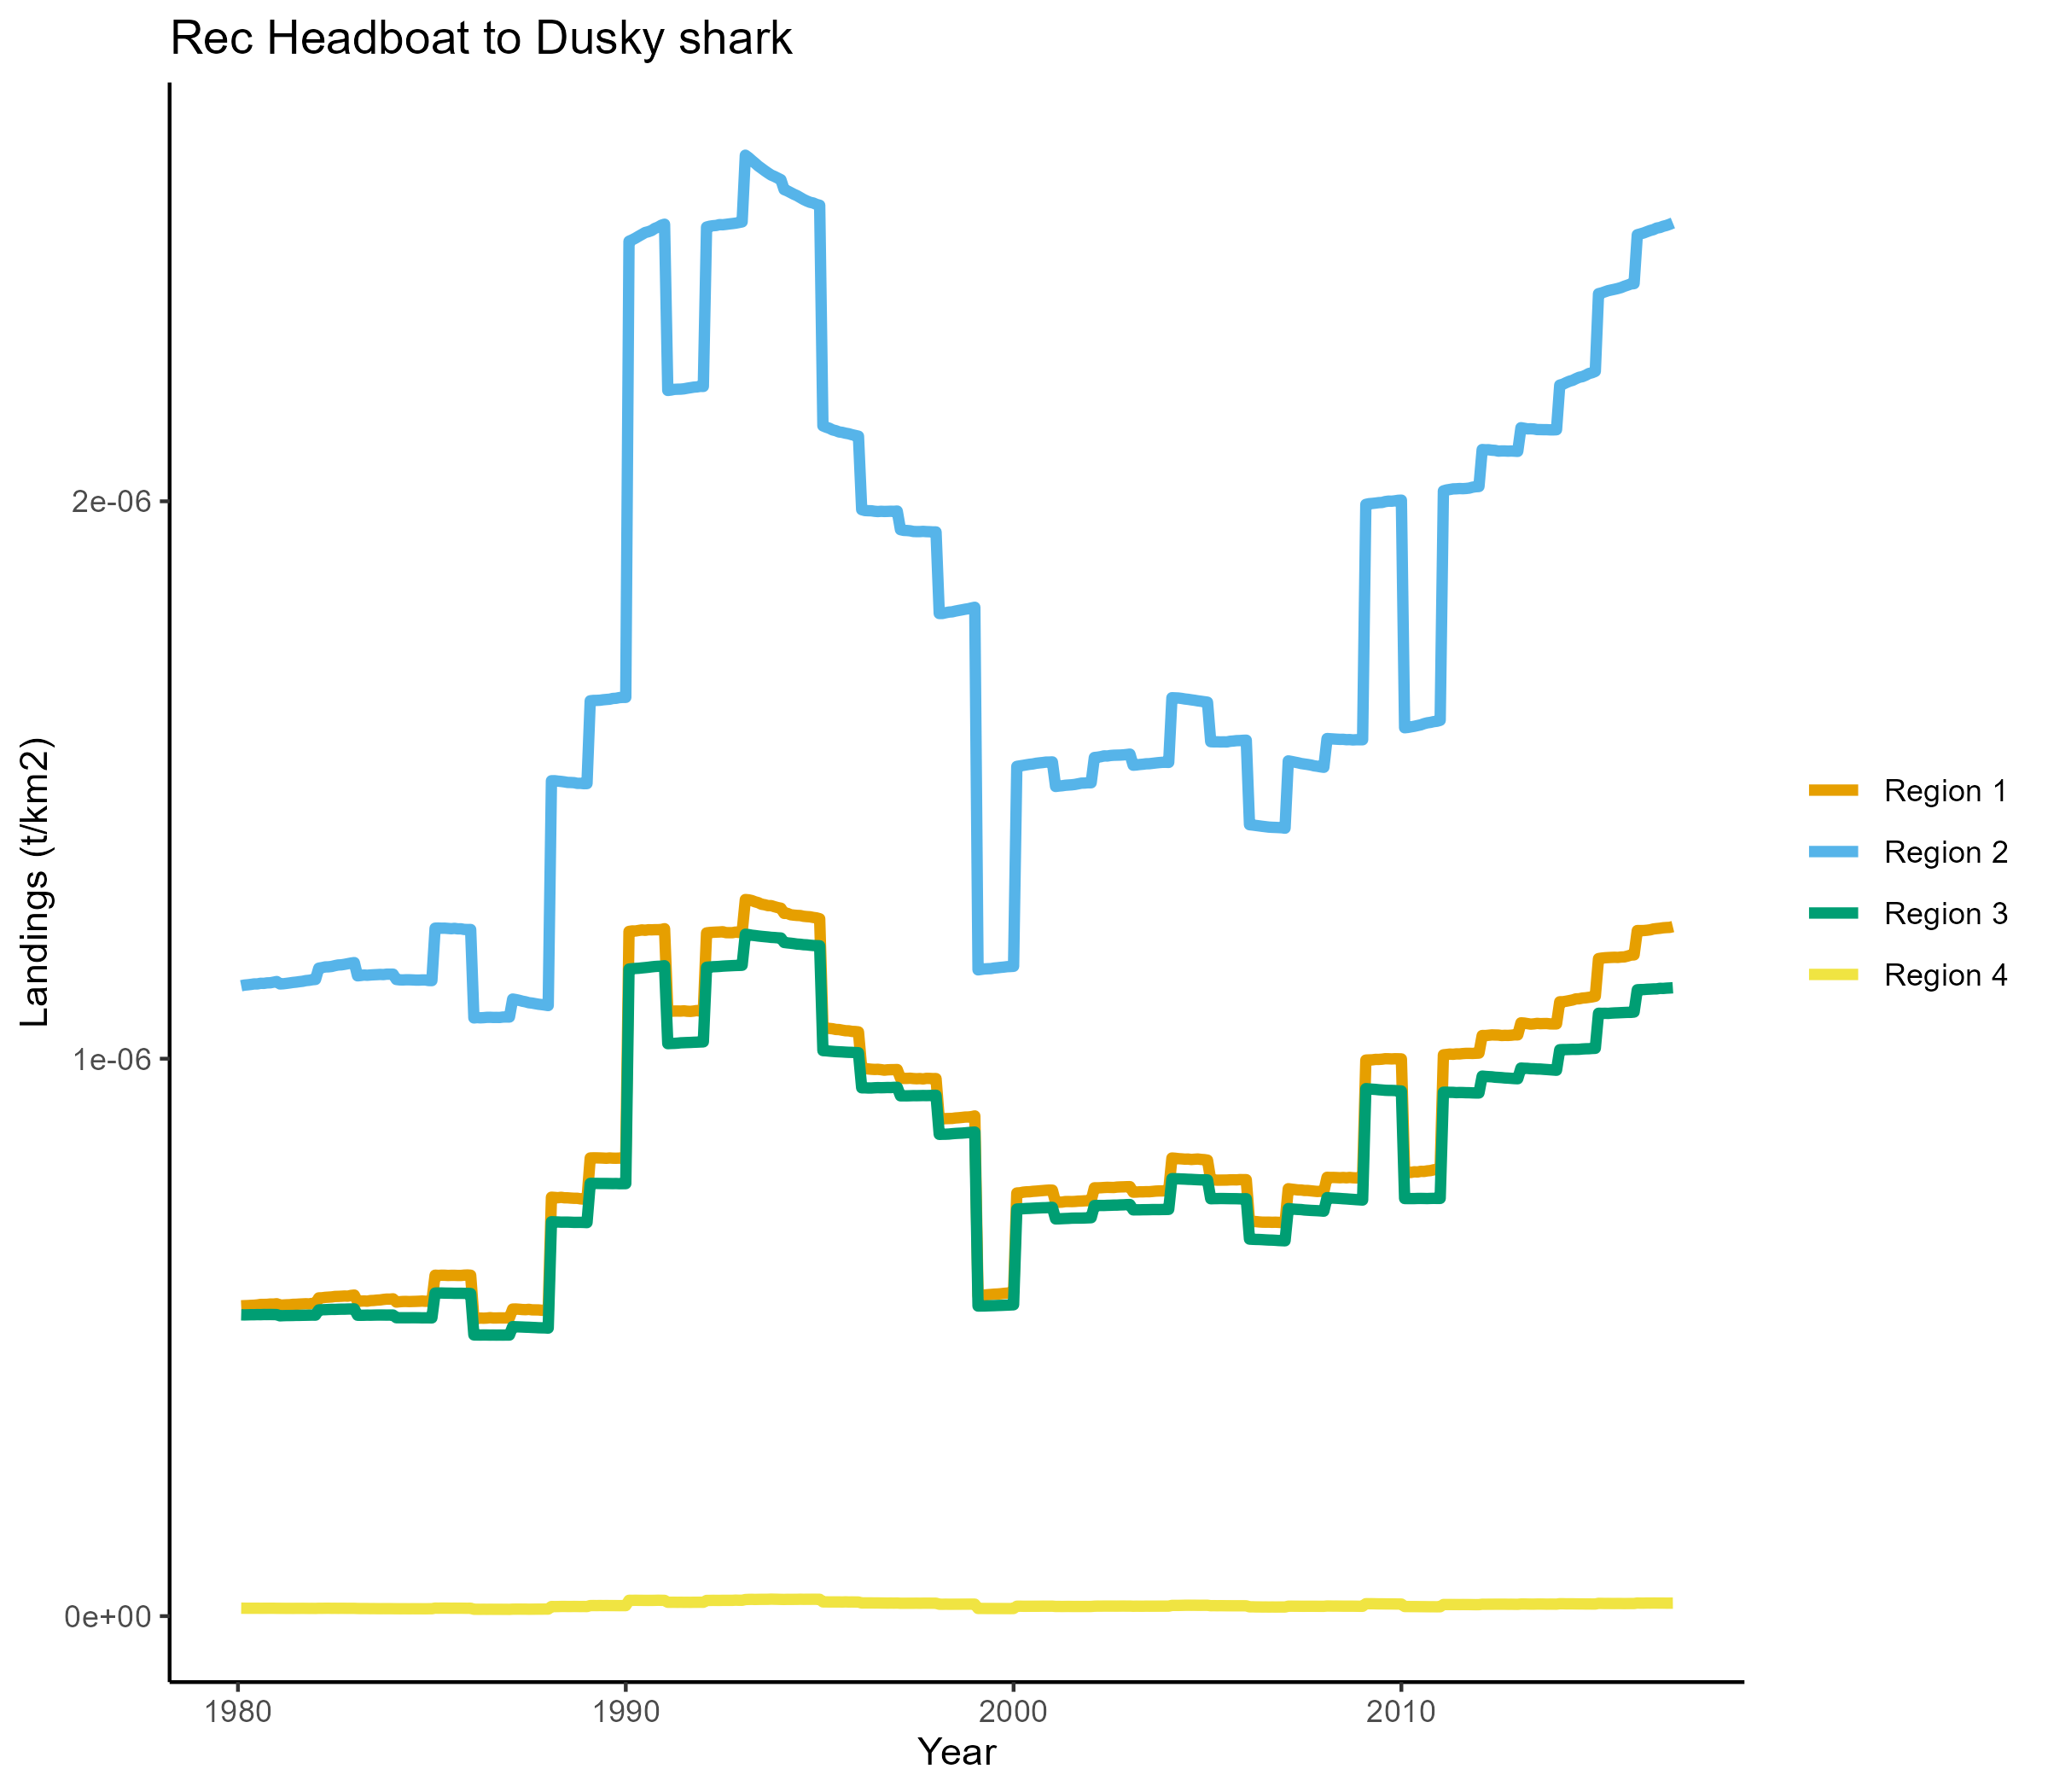 Rec Headboat to Dusky shark
Landings (t/km2)
2e-06
1e-06
0e+00
1980
1990
2000
2010
Year
Region 1
Region 2
Region 3
Region 4